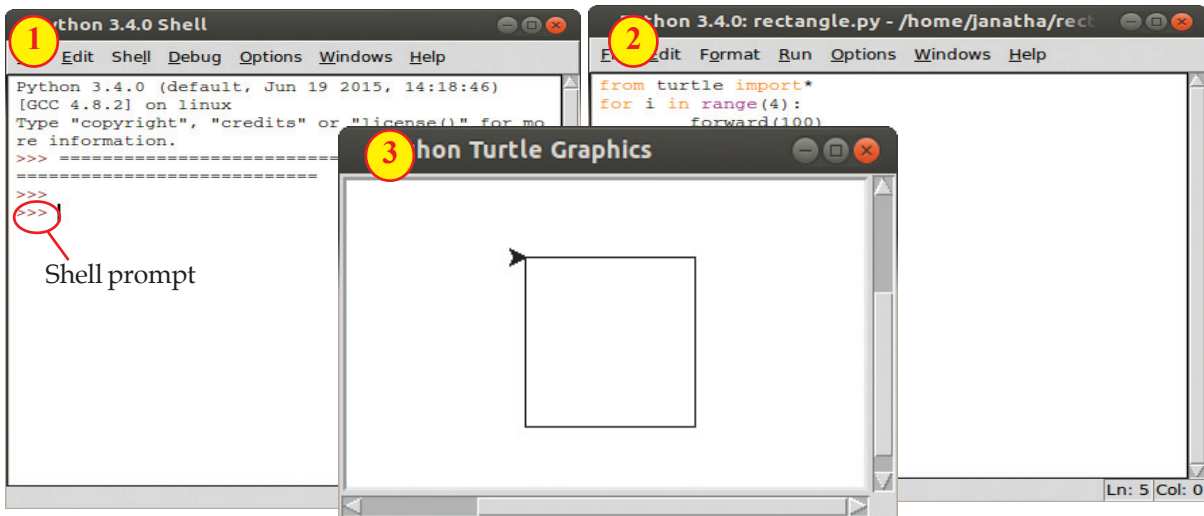 1
ython 3.4.0 Shell
Edit Shell Debug Options Windows Help
Python 3.4.0 (default, Jun 19 2015, 14:18:46)
[GCC 4.8.2] on linux
Type "copyright", "credits" or "license()" for mo
re information.
>>> ==========================
============================
>>>
>>>
Shell prompt
2
thon 3.4.0: rectangle.py - /home/janatha/rect
F Edit Format Run Options Windows Help
from turtle import*
for i in range(4):
forward(100)
Ln: 5 Col: 0
3
thon Turtle Graphics